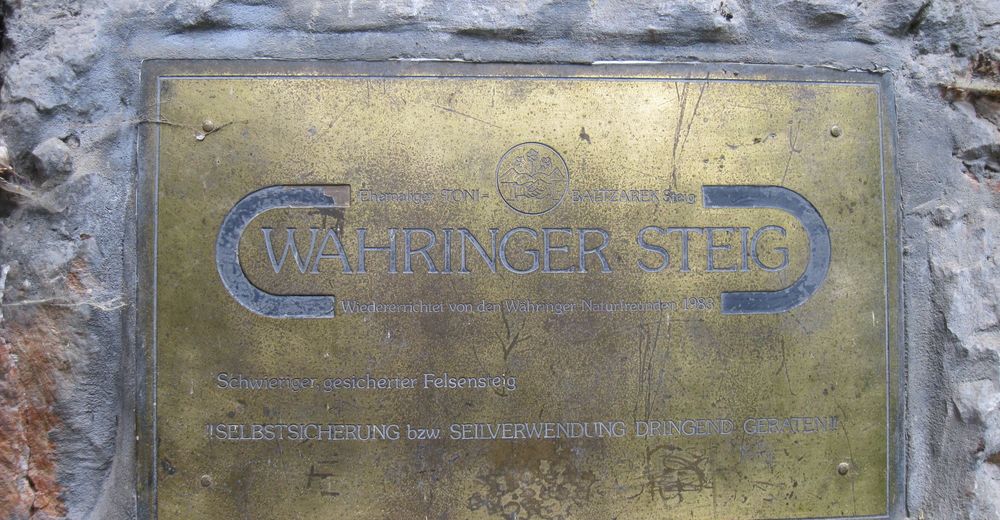 Ehemaliger TONI - BALTZAREK Steig
WÄHRINGER STEIG
Wiedererrichtet von den Währinger Naturfreunden 1983
Schwieriger, gesicherter Felsensteig
!!SELBSTSICHERUNG bzw SEILVERWENDUNG DRINGEND GERATEN!!